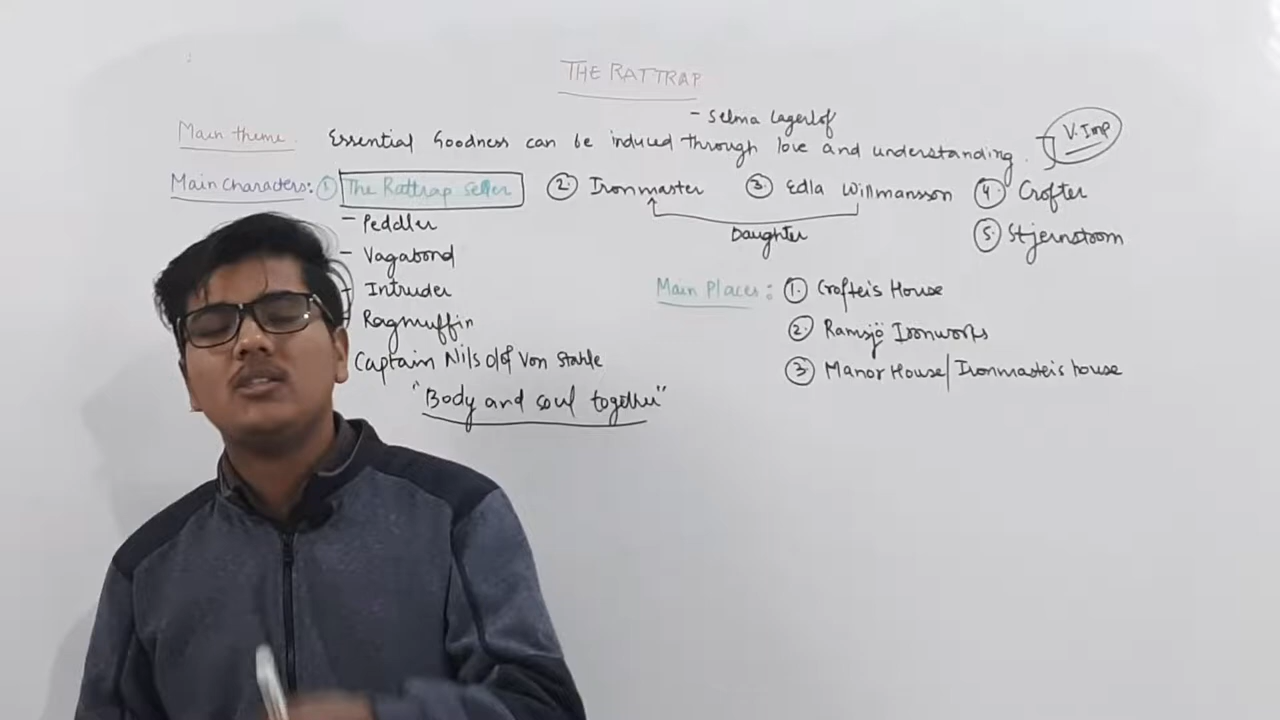 THE RATTRAP
- Selma Lagerlof
Main theme. Essential Goodness can be induced through love and understanding. V.Imp
Main Characters: ① The Rattrap Seller ② Ironmaster ③ Edla Willmansson ④ Crofter
Daughter ⑤ Stjernstrom
- Peddler
- Vagabond
- Intruder
Ragmuffin
Captain Nils olof Von Stahle
"Body and soul together"
Main Places: ① Crofter's House
② Ramsjö Ironworks
③ Manor House/Ironmaster's house